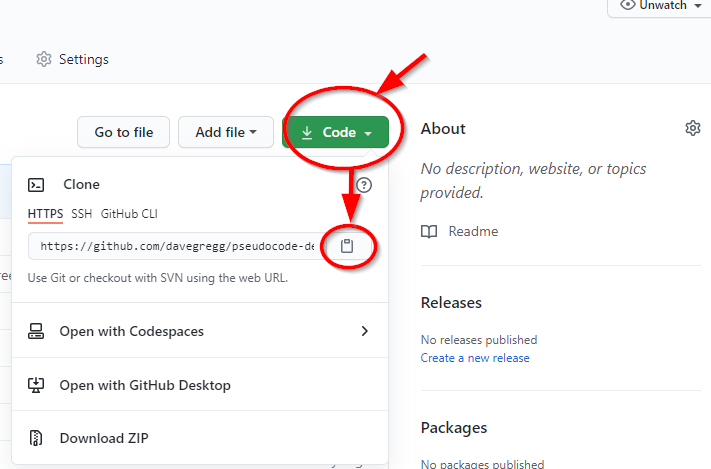 Unwatch
s
Settings
Go to file
Add file
Code
About
No description, website, or topics
provided.
Readme
Clone
HTTPS SSH GitHub CLI
https://github.com/davegregg/pseudocode-de
Use Git or checkout with SVN using the web URL.
Open with Codespaces
Open with GitHub Desktop
Download ZIP
Releases
No releases published
Create a new release
Packages
No packages published